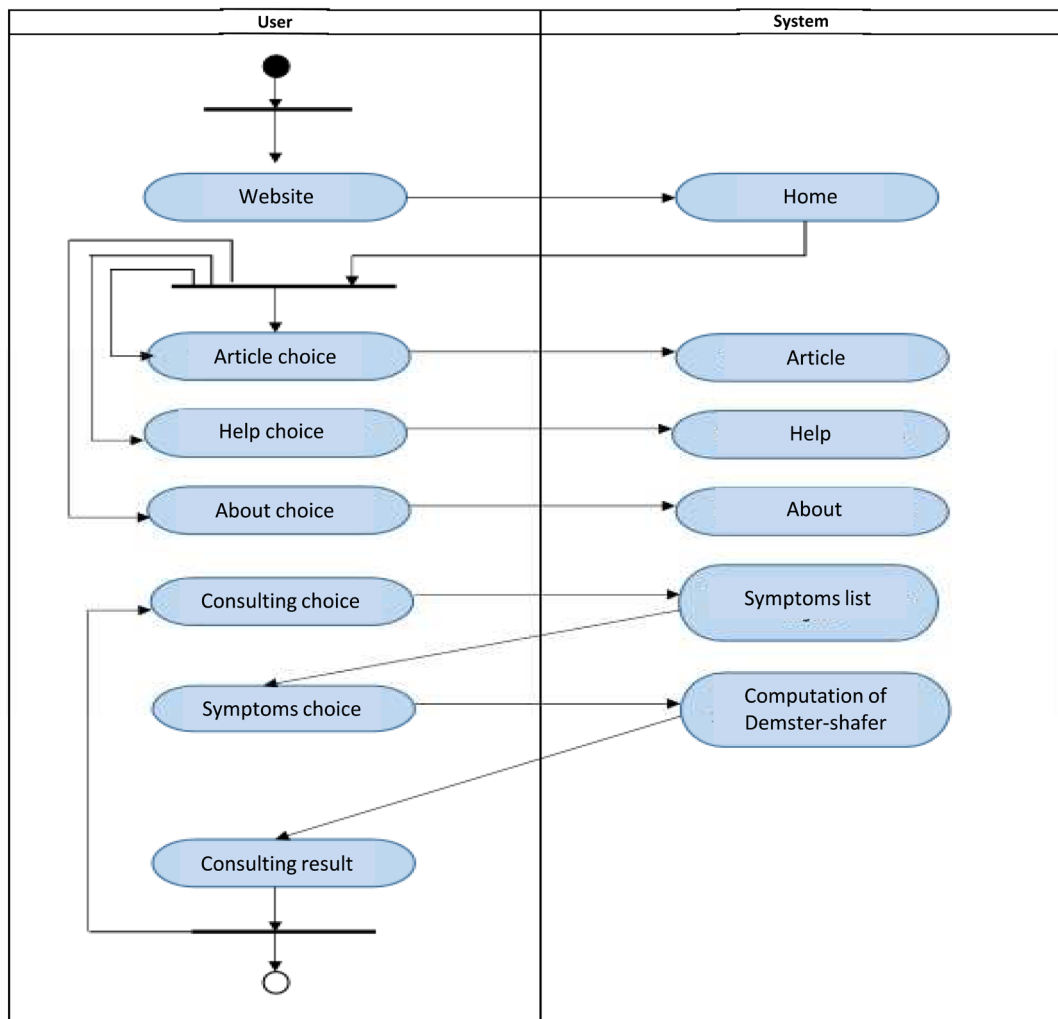 User
System
Website
Home
Article choice
Article
Help choice
Help
About choice
About
Consulting choice
Symptoms list
Symptoms choice
Computation of
Demster-shafer
Consulting result